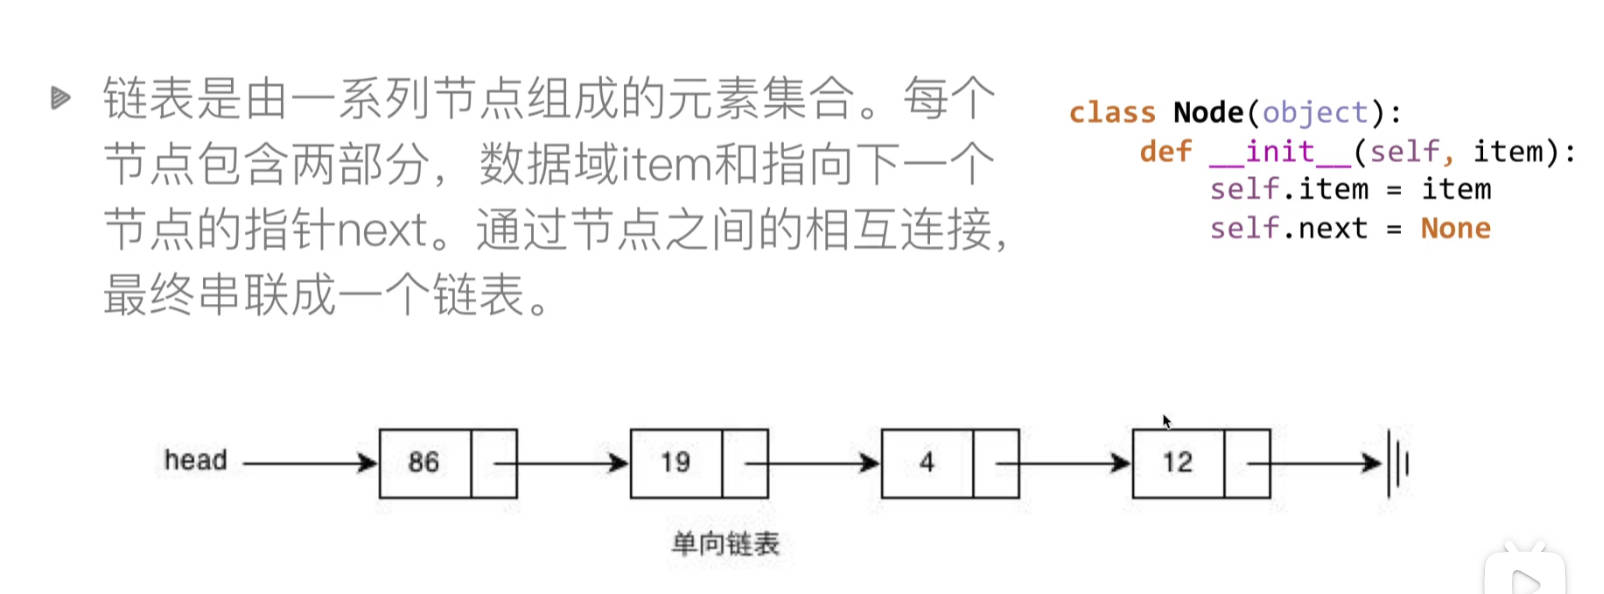 链表是由一系列节点组成的元素集合。每个
节点包含两部分，数据域item和指向下一个
节点的指针next。通过节点之间的相互连接，
最终串联成一个链表。
class Node(object):
    def __init__(self, item):
        self.item = item
        self.next = None
head 86 19 4 12
单向链表